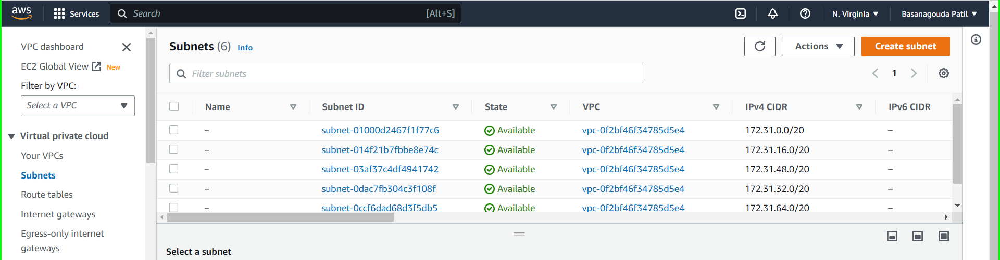 aws Services Search [Alt+S] N. Virginia Basanagouda Patil
VPC dashboard
EC2 Global View New
Filter by VPC:
Select a VPC
Virtual private cloud
Your VPCs
Subnets
Route tables
Internet gateways
Egress-only internet
gateways
Subnets (6) Info
Actions
Create subnet
Filter subnets
1
Name Subnet ID State VPC IPv4 CIDR IPv6 CIDR
– subnet-01000d2467f1f77c6 Available vpc-0f2bf46f34785d5e4 172.31.0.0/20 –
– subnet-014f21b7fbbe8e74c Available vpc-0f2bf46f34785d5e4 172.31.16.0/20 –
– subnet-03af37c4df4941742 Available vpc-0f2bf46f34785d5e4 172.31.48.0/20 –
– subnet-0dac7fb304c3f108f Available vpc-0f2bf46f34785d5e4 172.31.32.0/20 –
– subnet-0ccf6dad68d3f5db5 Available vpc-0f2bf46f34785d5e4 172.31.64.0/20 –
Select a subnet